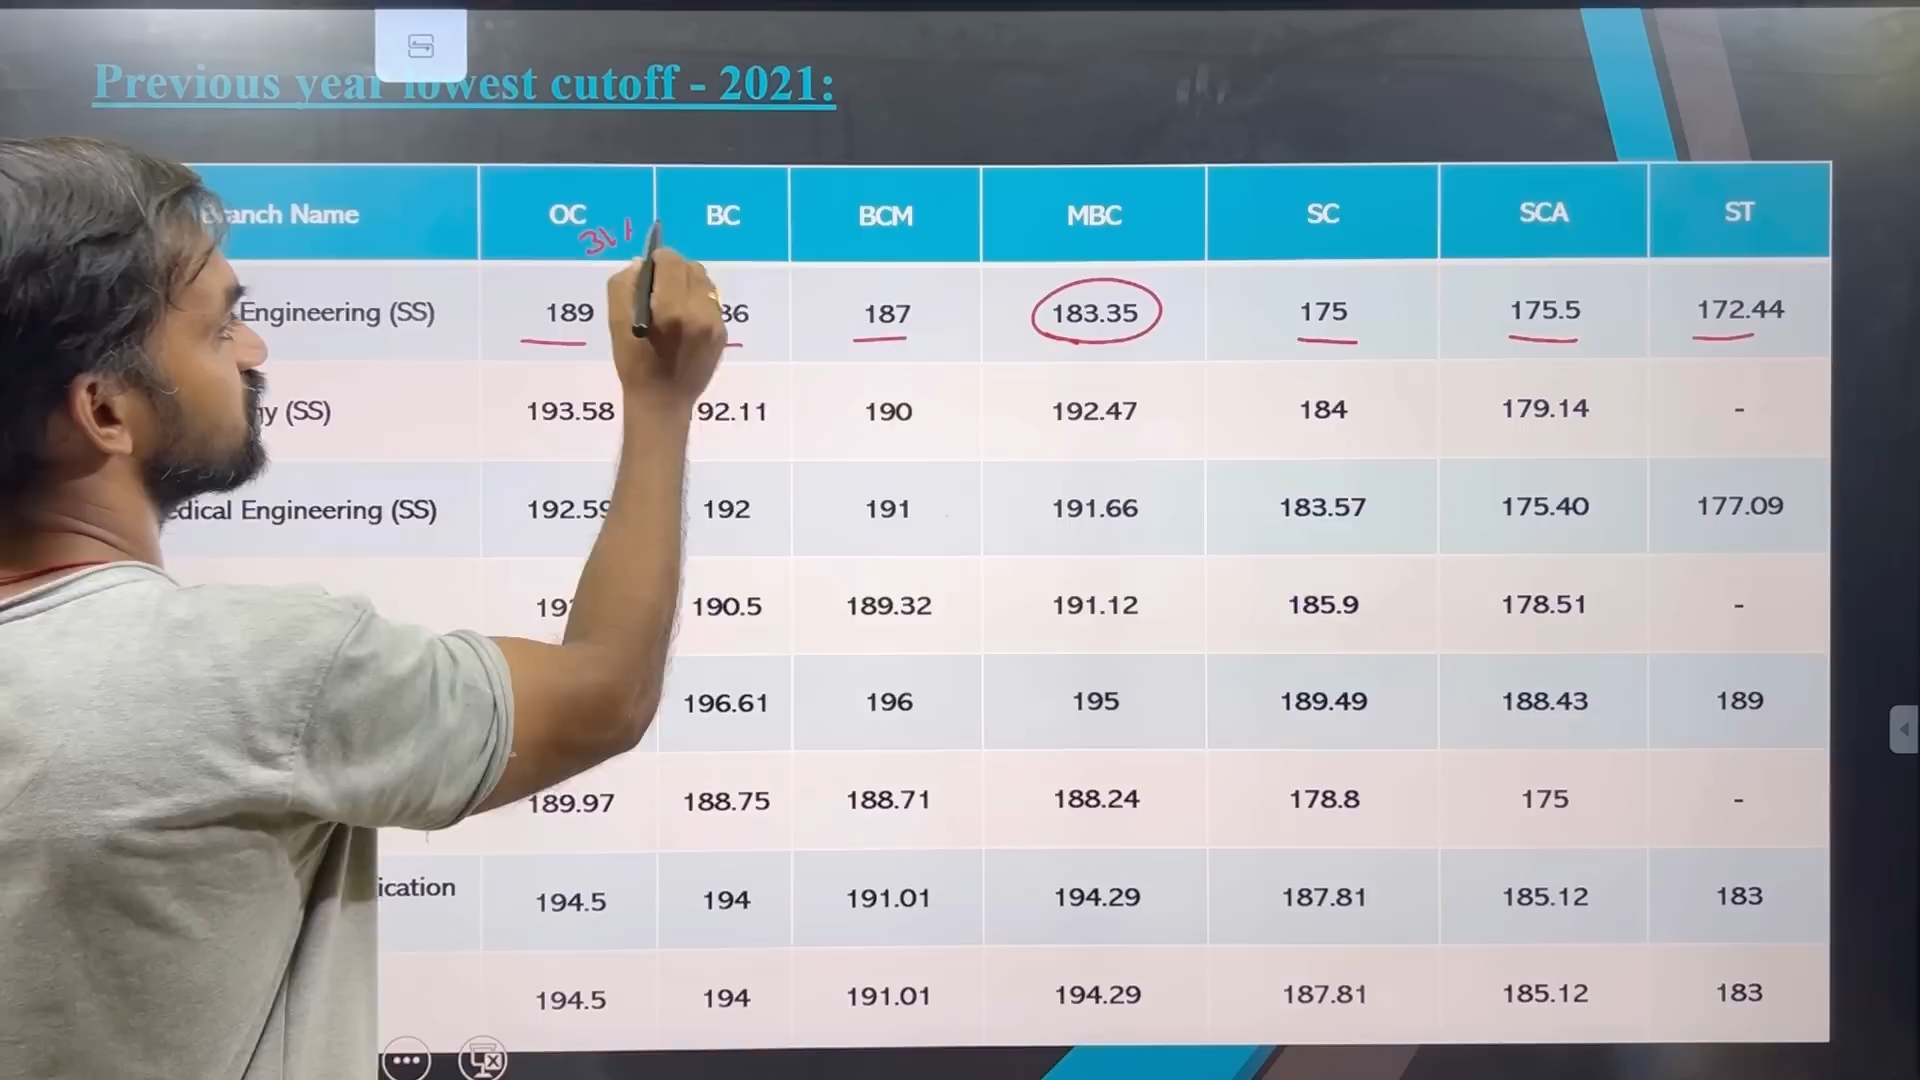 Previous year lowest cutoff - 2021:
Branch Name OC BC BCM MBC SC SCA ST
Engineering (SS) 189 187 183.35 175 175.5 172.44
(SS) 193.58 192.11 190 192.47 184 179.14 -
Engineering (SS) 192.59 192 191 191.66 183.57 175.40 177.09
190.5 189.32 191.12 185.9 178.51 -
196.61 196 195 189.49 188.43 189
189.97 188.75 188.71 188.24 178.8 175 -
194.5 194 191.01 194.29 187.81 185.12 183
194.5 194 191.01 194.29 187.81 185.12 183